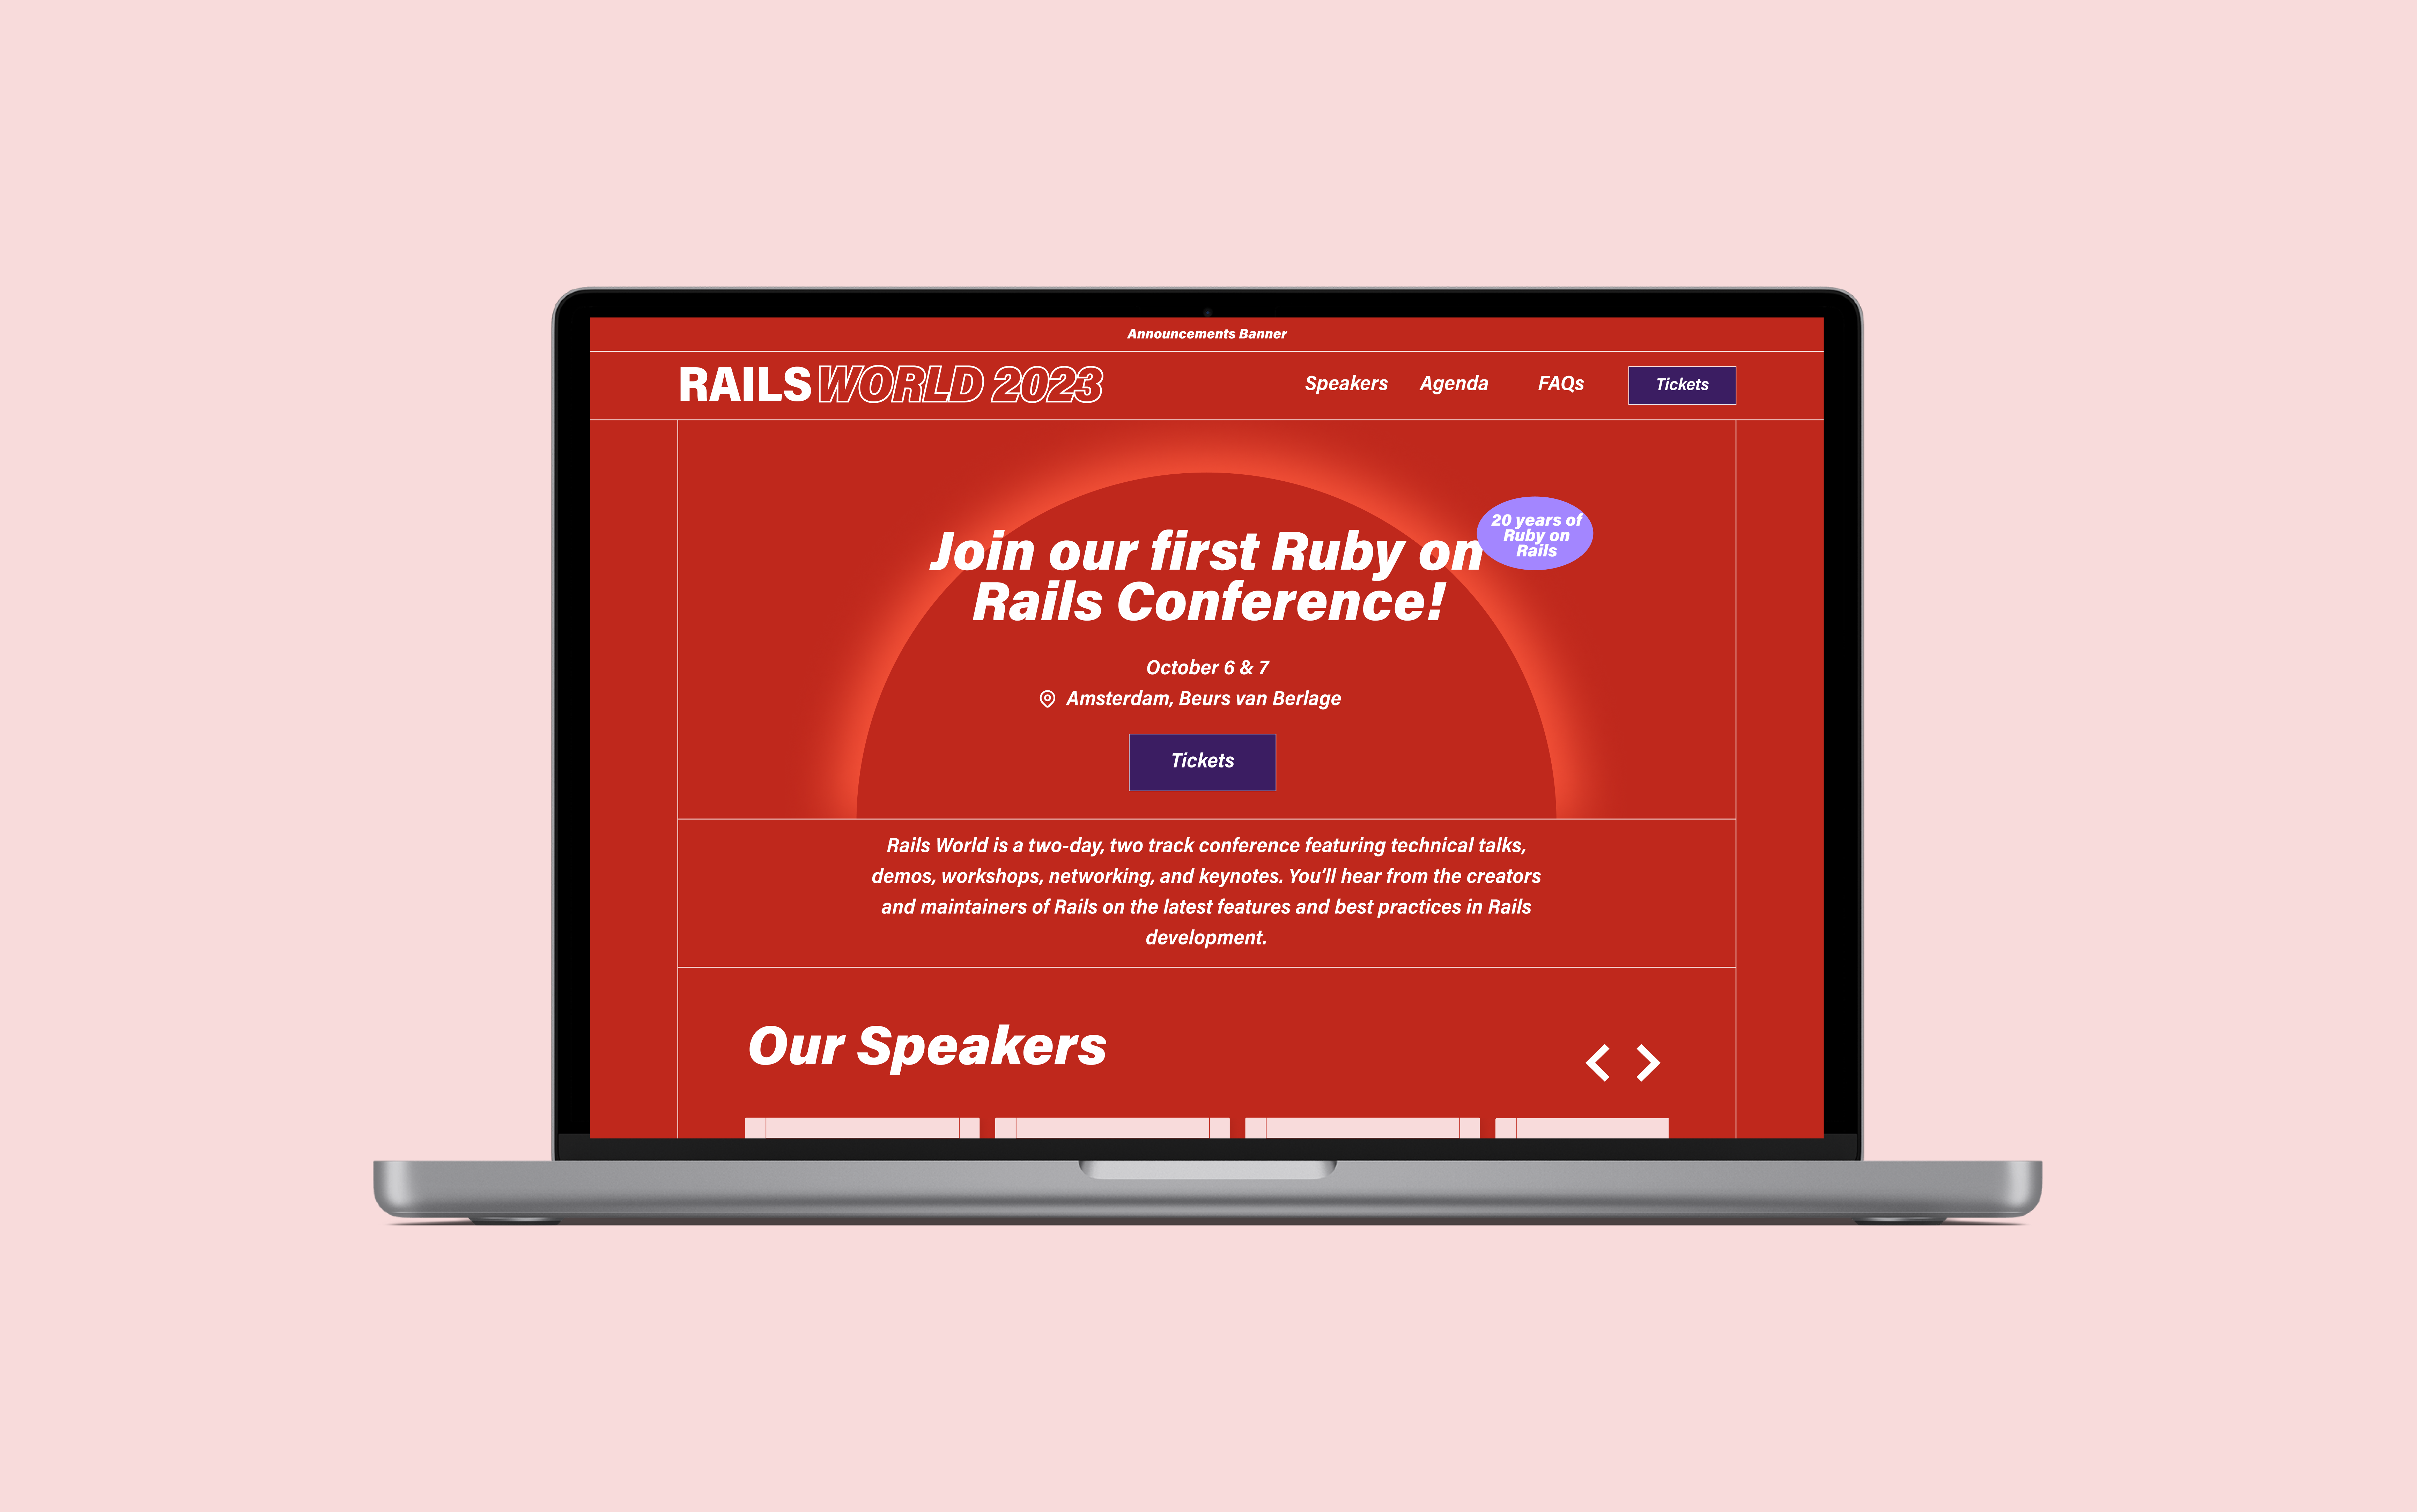 Announcements Banner
RAILS WORLD 2023
Speakers
Agenda
FAQs
Tickets
Join our first Ruby on
Rails Conference!
20 years of
Ruby on
Rails
October 6 & 7
Amsterdam, Beurs van Berlage
Tickets
Rails World is a two-day, two track conference featuring technical talks,
demos, workshops, networking, and keynotes. You’ll hear from the creators
and maintainers of Rails on the latest features and best practices in Rails
development.
Our Speakers